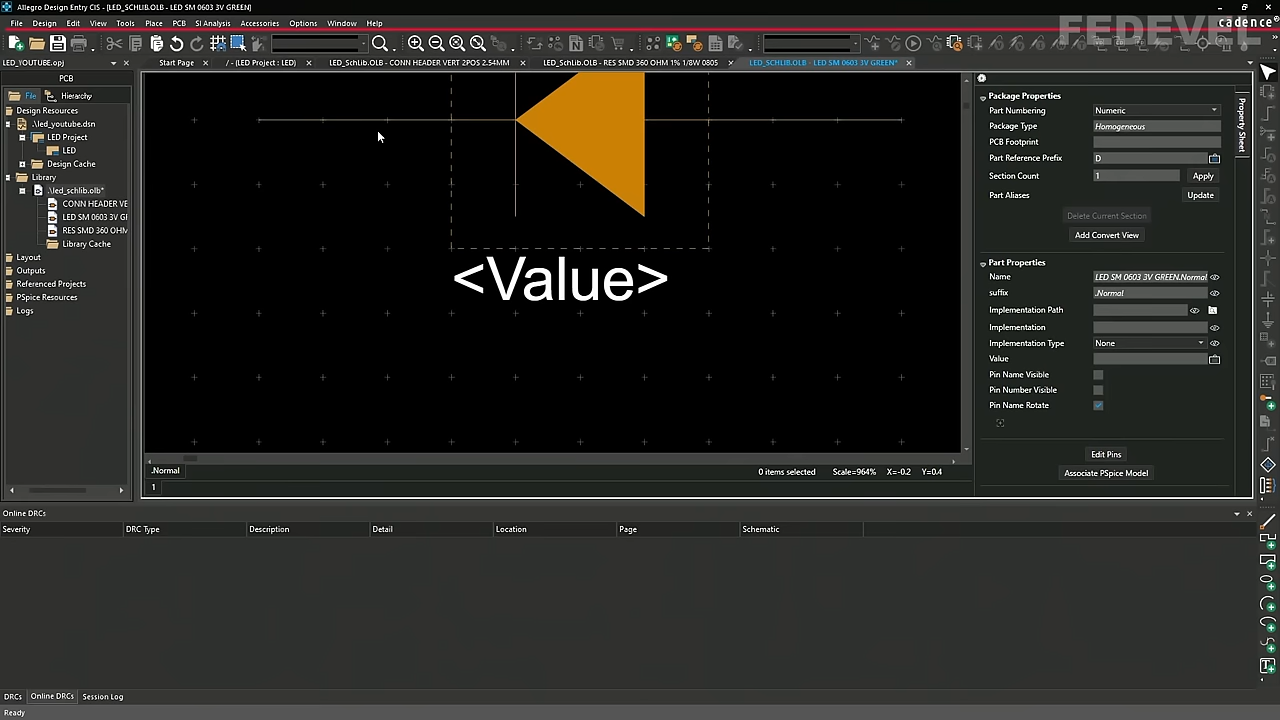 Allegro Design Entry CIS - [LED_SCHLIB.OLB - LED SM 0603 3V GREEN]
File Design Edit View Tools Place PCB SI Analysis Accessories Options Window Help
FEDEVEL
cadence
LED_YOUTUBE.opj
Start Page
/ - (LED Project : LED)
LED_SchLib.OLB - CONN HEADER VERT 2POS 2.54MM
LED_SchLib.OLB - RES SMD 360 OHM 1% 1/8W 0805
LED_SCHLIB.OLB - LED SM 0603 3V GREEN*
PCB
File Hierarchy
Design Resources
.\led_youtube.dsn
LED Project
LED
Design Cache
Library
.\led_schlib.olb*
CONN HEADER VE
LED SM 0603 3V GF
RES SMD 360 OHM
Library Cache
Layout
Outputs
Referenced Projects
PSpice Resources
Logs
<Value>
.Normal
0 items selected Scale=964% X=-0.2 Y=0.4
1
Package Properties
Part Numbering Numeric
Package Type Homogeneous
PCB Footprint
Part Reference Prefix D
Section Count 1 Apply
Part Aliases Update
Delete Current Section
Add Convert View
Part Properties
Name LED SM 0603 3V GREEN.Normal
suffix .Normal
Implementation Path
Implementation
Implementation Type None
Value
Pin Name Visible
Pin Number Visible
Pin Name Rotate
Edit Pins
Associate PSpice Model
Property Sheet
Online DRCs
Severity DRC Type Description Detail Location Page Schematic
DRCs Online DRCs Session Log
Ready